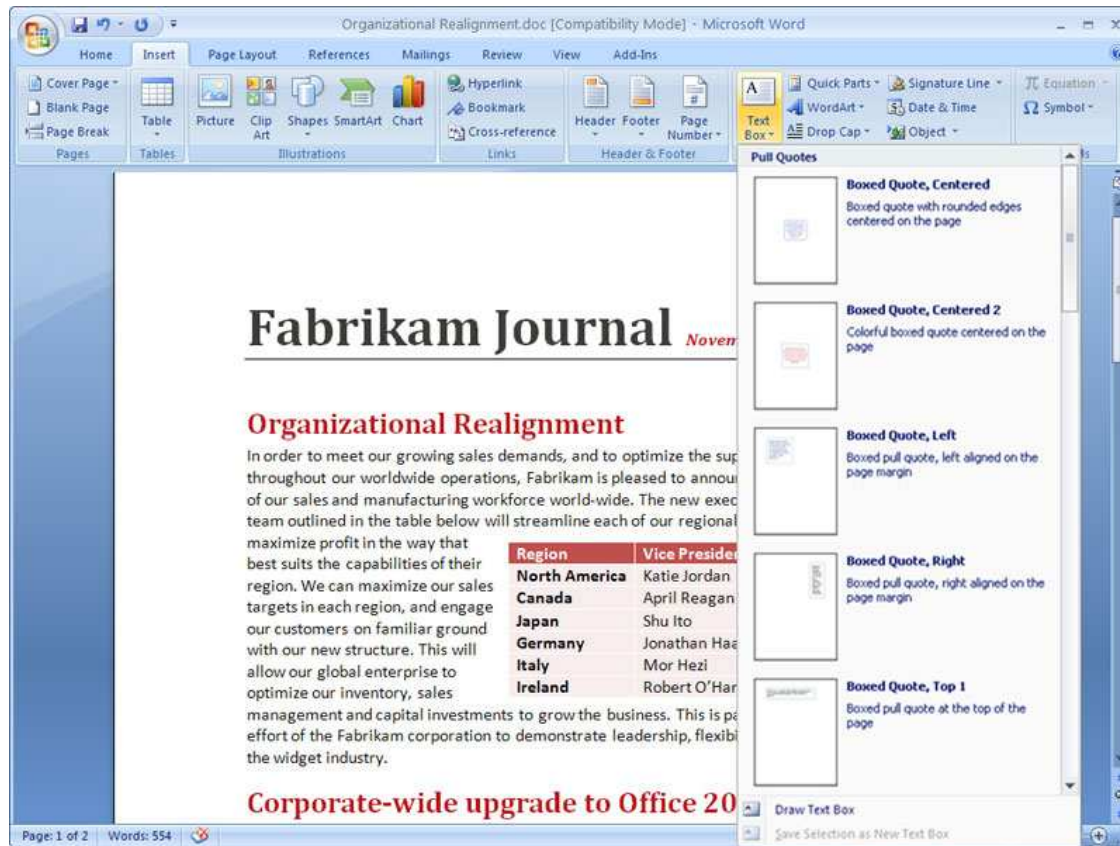 Organizational Realignment.doc [Compatibility Mode] - Microsoft Word
Home Insert Page Layout References Mailings Review View Add-Ins
Cover Page
Blank Page
Page Break
Pages
Table
Tables
Picture
Clip Art
Shapes
SmartArt
Chart
Illustrations
Hyperlink
Bookmark
Cross-reference
Links
Header
Footer
Page Number
Header & Footer
A
Text Box
Quick Parts
WordArt
Drop Cap
Signature Line
Date & Time
Object
Equation
Symbol
Pull Quotes
Boxed Quote, Centered
Boxed quote with rounded edges
centered on the page
Boxed Quote, Centered 2
Colorful boxed quote centered on the
page
Boxed Quote, Left
Boxed pull quote, left aligned on the
page margin
Boxed Quote, Right
Boxed pull quote, right aligned on the
page margin
Boxed Quote, Top 1
Boxed pull quote at the top of the
page
Draw Text Box
Save Selection as New Text Box
Fabrikam Journal Novem
Organizational Realignment
In order to meet our growing sales demands, and to optimize the sup
throughout our worldwide operations, Fabrikam is pleased to annou
of our sales and manufacturing workforce world-wide. The new exec
team outlined in the table below will streamline each of our regional
maximize profit in the way that
best suits the capabilities of their
region. We can maximize our sales
targets in each region, and engage
our customers on familiar ground
with our new structure. This will
allow our global enterprise to
optimize our inventory, sales
Region Vice Preside
North America Katie Jordan
Canada April Reagan
Japan Shu Ito
Germany Jonathan Haa
Italy Mor Hezi
Ireland Robert O'Har
management and capital investments to grow the business. This is pa
effort of the Fabrikam corporation to demonstrate leadership, flexibi
the widget industry.
Corporate-wide upgrade to Office 20
Page: 1 of 2 Words: 554